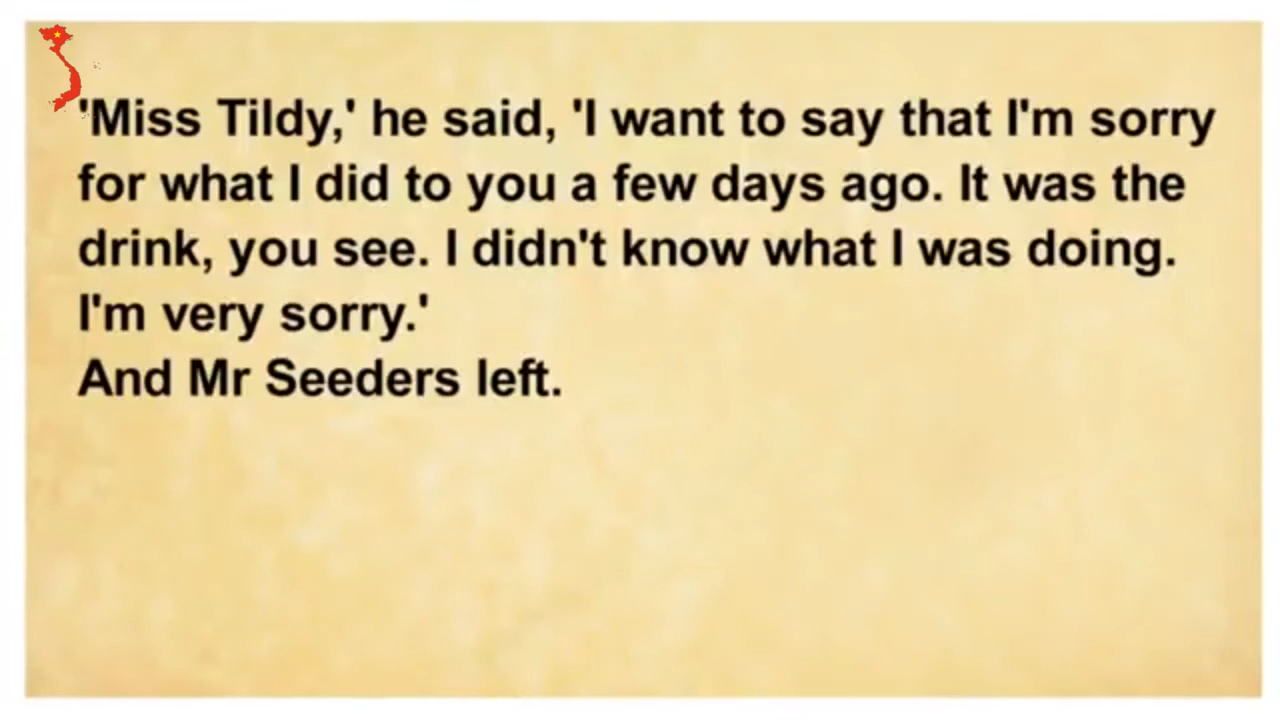 'Miss Tildy,' he said, 'I want to say that I'm sorry
for what I did to you a few days ago. It was the
drink, you see. I didn't know what I was doing.
I'm very sorry.'
And Mr Seeders left.